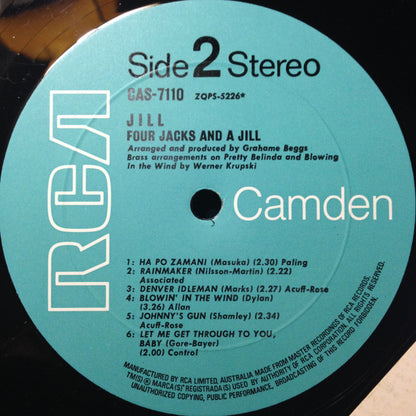 Side 2 Stereo
CAS-7110 ZQPS-5226*
JILL
FOUR JACKS AND A JILL
Arranged and produced by Grahame Beggs
Brass arrangements on Pretty Belinda and Blowing
In the Wind by Werner Krupski
RCA
Camden
1: HA PO ZAMANI (Masuka) (2.30) Paling
2: RAINMAKER (Nilsson-Martin) (2.22)
Associated
3: DENVER IDLEMAN (Marks) (2.27) Acuff-Rose
4: BLOWIN' IN THE WIND (Dylan)
(3.26) Allan
5: JOHNNY'S GUN (Shamley) (2.34)
Acuff-Rose
6: LET ME GET THROUGH TO YOU,
BABY (Gore-Bayer)
(2.00) Control
MANUFACTURED BY RCA LIMITED, AUSTRALIA MADE FROM MASTER RECORDINGS OF RCA RECORDS.
TM(S) ® MARCA(S) REGISTRADA(S) USED BY AUTHORITY OF RCA CORPORATION. ALL RIGHTS RESERVED.
UNAUTHORIZED COPYING, PUBLIC PERFORMANCE, BROADCASTING OF THIS RECORD FORBIDDEN.